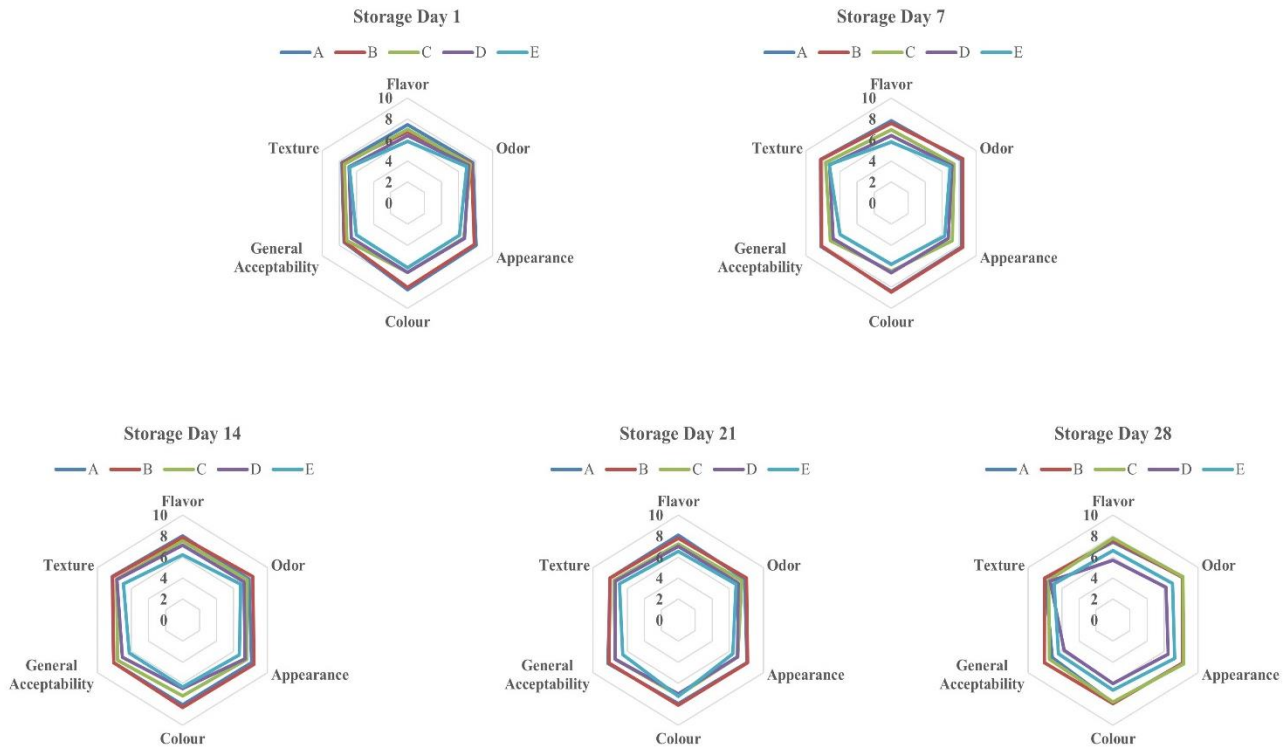 Storage Day 1
A B C D E
Flavor
10
8
6
4
2
0
Odor
Appearance
Colour
General
Acceptability
Texture
Storage Day 7
A B C D E
Flavor
10
8
6
4
2
0
Odor
Appearance
Colour
General
Acceptability
Texture
Storage Day 14
A B C D E
Flavor
10
8
6
4
2
0
Odor
Appearance
Colour
General
Acceptability
Texture
Storage Day 21
A B C D E
Flavor
10
8
6
4
2
0
Odor
Appearance
Colour
General
Acceptability
Texture
Storage Day 28
A B C D E
Flavor
10
8
6
4
2
0
Odor
Appearance
Colour
General
Acceptability
Texture